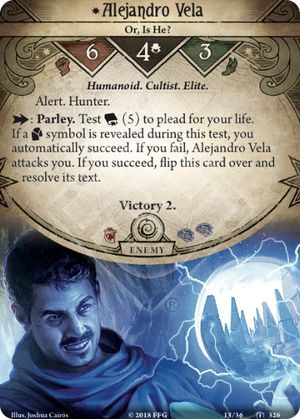 Alejandro Vela
Or, Is He?
6
4
3
Humanoid. Cultist. Elite.
Alert. Hunter.
: Parley. Test (5) to plead for your life.
If a symbol is revealed during this test, you
automatically succeed. If you fail, Alejandro Vela
attacks you. If you succeed, flip this card over and
resolve its text.
Victory 2.
ENEMY
Illus. Joshua Cairós
© 2018 FFG
13/36
326